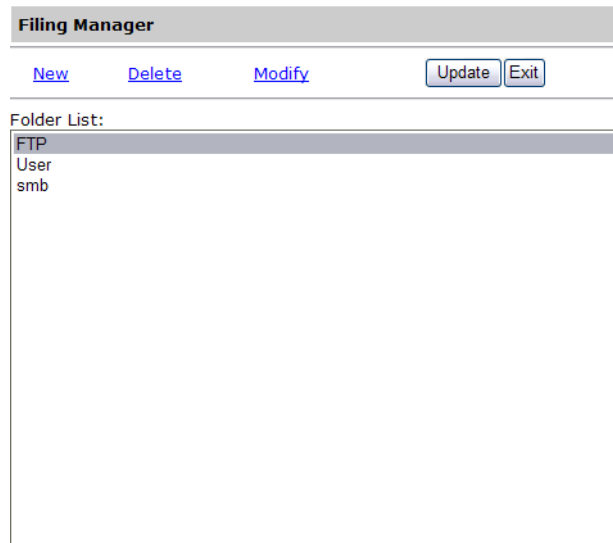 Filing Manager
New Delete Modify Update Exit
Folder List:
FTP
User
smb